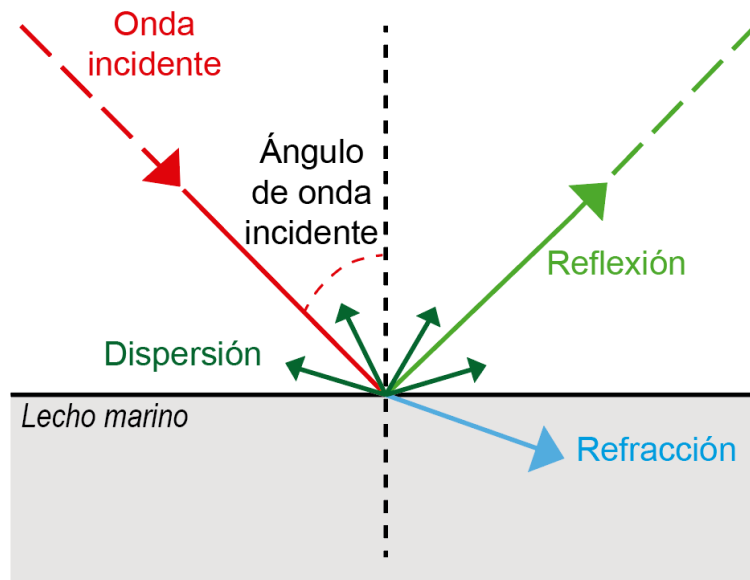 Onda
incidente
Ángulo
de onda
incidente
Reflexión
Dispersión
Lecho marino
Refracción